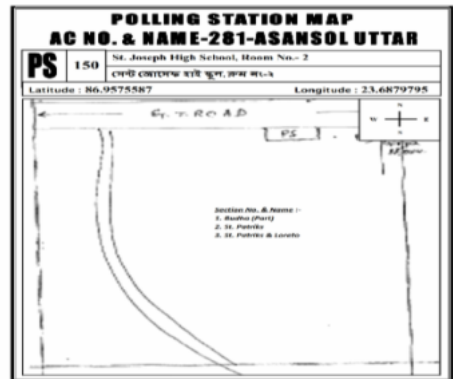 POLLING STATION MAP
AC NO. & NAME-281-ASANSOL UTTAR
PS 150 St. Joseph High School, Room No.- 2
সেন্ট জোসেফ হাই স্কুল, রুম নং-২
Latitude : 86.9575587 Longitude : 23.6879795
G. T. ROAD
PS
N
W E
S
Section No. & Name :-
1. Budha (Part)
2. St. Patriks
3. St. Patriks & Loreto